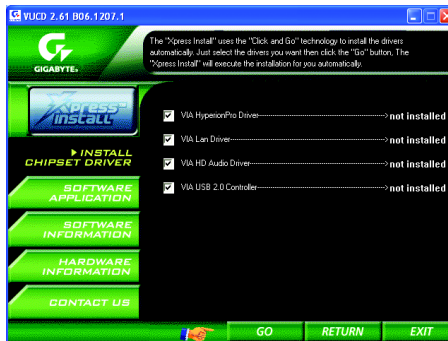 VUCD 2.61 B06.1207.1
GIGABYTE™
The "Xpress Install" uses the "Click and Go" technology to install the drivers
automatically. Just select the drivers you want then click the "Go" button, The
"Xpress Install" will execute the installation for you automatically.
Xpress™
install
INSTALL
CHIPSET DRIVER
SOFTWARE
APPLICATION
SOFTWARE
INFORMATION
HARDWARE
INFORMATION
CONTACT US
VIA HyperionPro Driver not installed
VIA Lan Driver not installed
VIA HD Audio Driver not installed
VIA USB 2.0 Controller not installed
GO RETURN EXIT